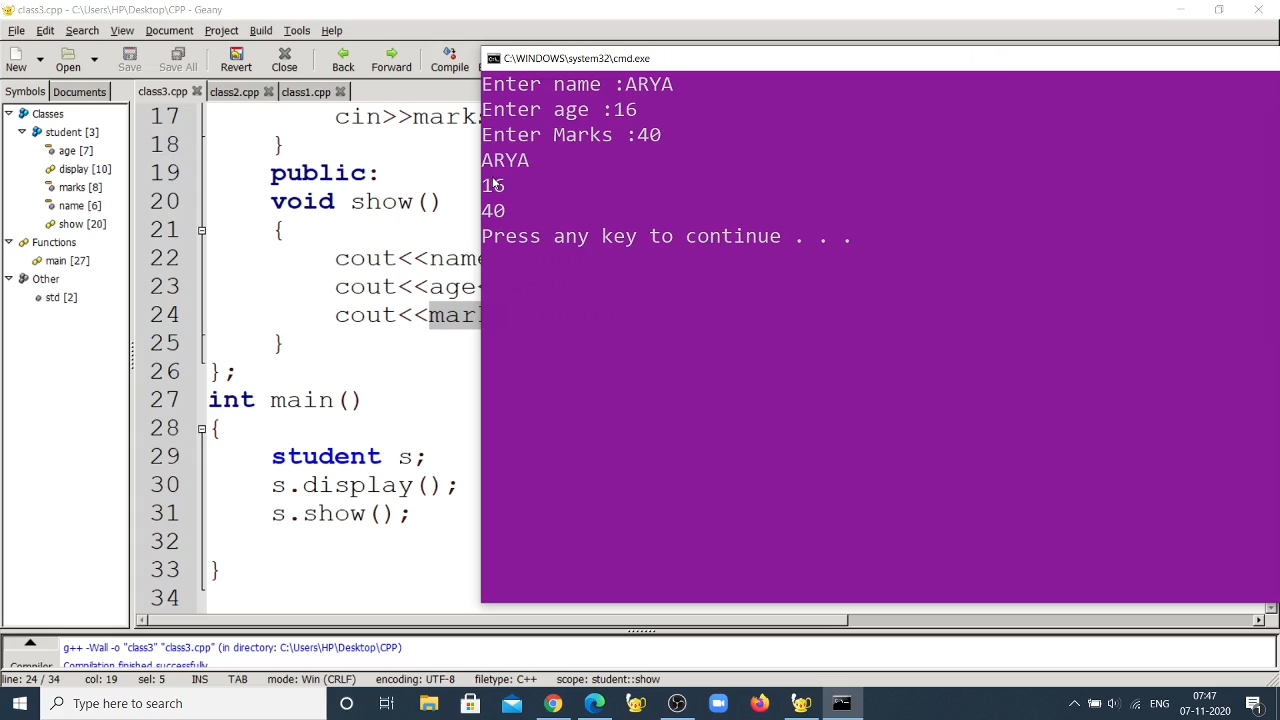 class3.cpp - C:\Users\HP\Desktop\CPP - Geany
File Edit Search View Document Project Build Tools Help
New Open Save Save All Revert Close Back Forward Compile
C:\WINDOWS\system32\cmd.exe
Symbols Documents
class3.cpp class2.cpp class1.cpp
Classes
student [3]
age [7]
display [10]
marks [8]
name [6]
show [20]
Functions
main [27]
Other
std [2]
17 cin>>marks
18 }
19 public:
20 void show()
21 {
22 cout<<name
23 cout<<age<
24 cout<<mark
25 }
26 };
27 int main()
28 {
29 student s;
30 s.display();
31 s.show();
32
33 }
34
Enter name :ARYA
Enter age :16
Enter Marks :40
ARYA
16
40
Press any key to continue . . .
Compiler
g++ -Wall -o "class3" "class3.cpp" (in directory: C:\Users\HP\Desktop\CPP)
Compilation finished successfully.
line: 24 / 34 col: 19 sel: 5 INS TAB mode: Win (CRLF) encoding: UTF-8 filetype: C++ scope: student::show
Type here to search
ENG
07:47
07-11-2020
1